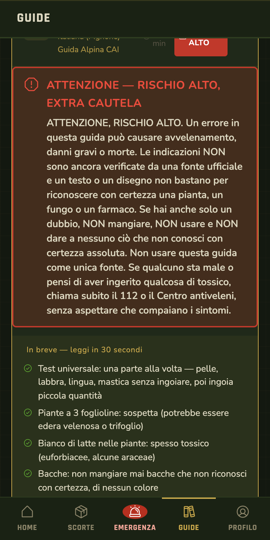 GUIDE
Guida Alpina CAI
min
ALTO
ATTENZIONE — RISCHIO ALTO,
EXTRA CAUTELA
ATTENZIONE, RISCHIO ALTO. Un errore in
questa guida può causare avvelenamento,
danni gravi o morte. Le indicazioni NON
sono ancora verificate da una fonte ufficiale
e un testo o un disegno non bastano per
riconoscere con certezza una pianta, un
fungo o un farmaco. Se hai anche solo un
dubbio, NON mangiare, NON usare e NON
dare a nessuno ciò che non conosci con
certezza assoluta. Non usare questa guida
come unica fonte. Se qualcuno sta male o
pensi di aver ingerito qualcosa di tossico,
chiama subito il 112 o il Centro antiveleni,
senza aspettare che compaiano i sintomi.
In breve — leggi in 30 secondi
Test universale: una parte alla volta — pelle,
labbra, lingua, mastica senza ingoiare, poi ingoia
piccola quantità
Piante a 3 foglioline: sospetta (potrebbe essere
edera velenosa o trifoglio)
Bianco di latte nelle piante: spesso tossico
(euforbiacee, alcune araceae)
Bacche: non mangiare mai bacche che non riconosci
con certezza, di nessun colore
HOME
SCORTE
EMERGENZA
GUIDE
PROFILO